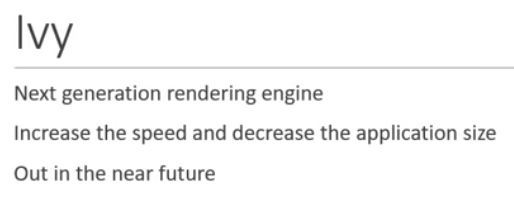 Ivy
Next generation rendering engine
Increase the speed and decrease the application size
Out in the near future